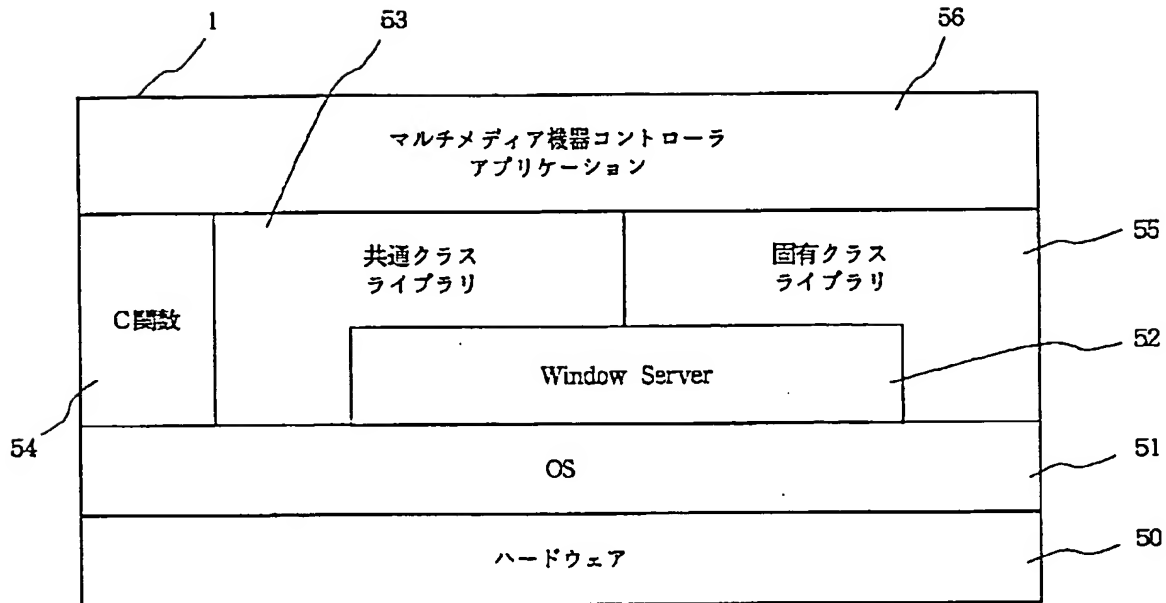 1
53
56
マルチメディア機器コントローラ
アプリケーション
共通クラス
ライブラリ
固有クラス
ライブラリ
55
C関数
Window Server
52
54
OS
51
ハードウェア
50